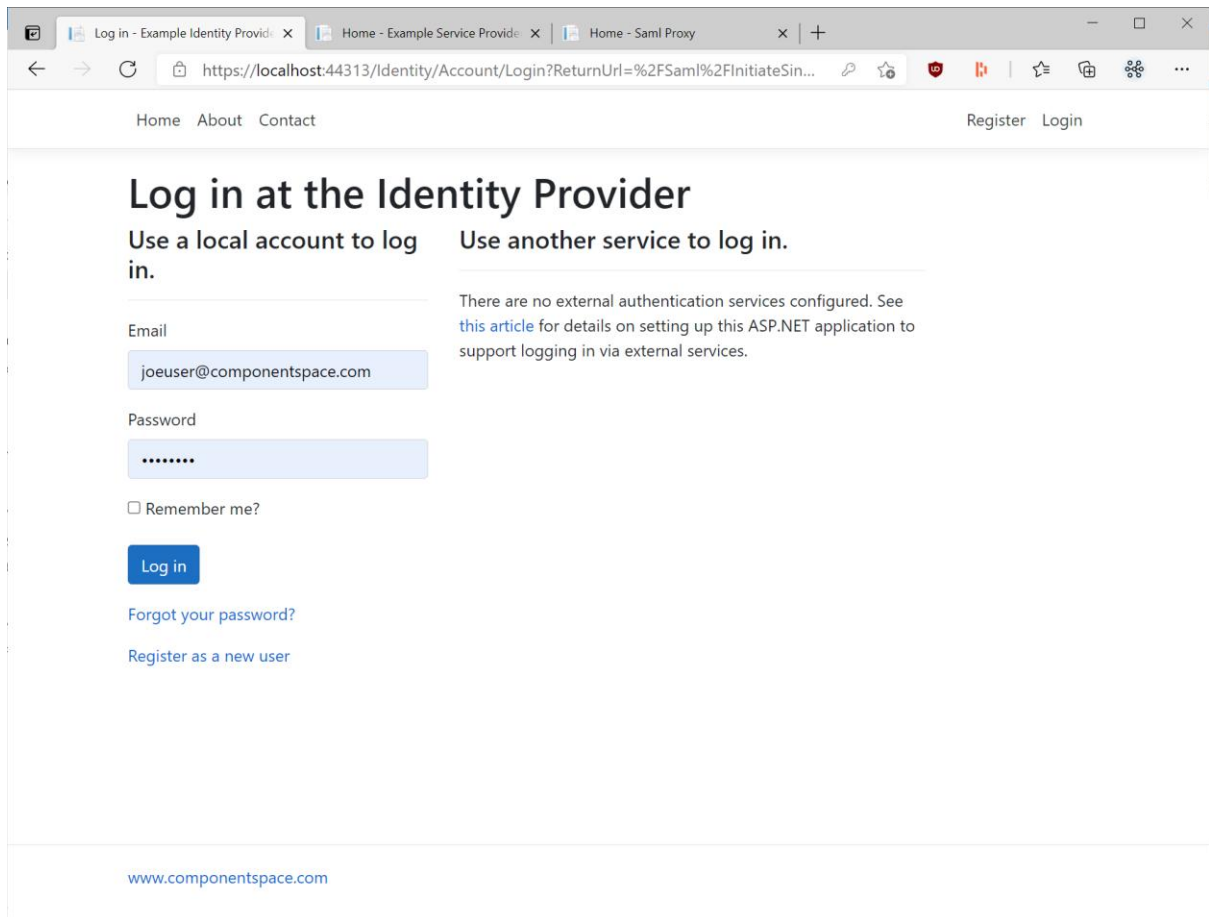 Log in - Example Identity Provide
Home - Example Service Provide
Home - Saml Proxy
https://localhost:44313/Identity/Account/Login?ReturnUrl=%2FSaml%2FInitiateSin...
Home About Contact
Register Login
Log in at the Identity Provider
Use a local account to log
in.
Use another service to log in.
There are no external authentication services configured. See
this article for details on setting up this ASP.NET application to
support logging in via external services.
Email
joeuser@componentspace.com
Password
••••••••
Remember me?
Log in
Forgot your password?
Register as a new user
www.componentspace.com